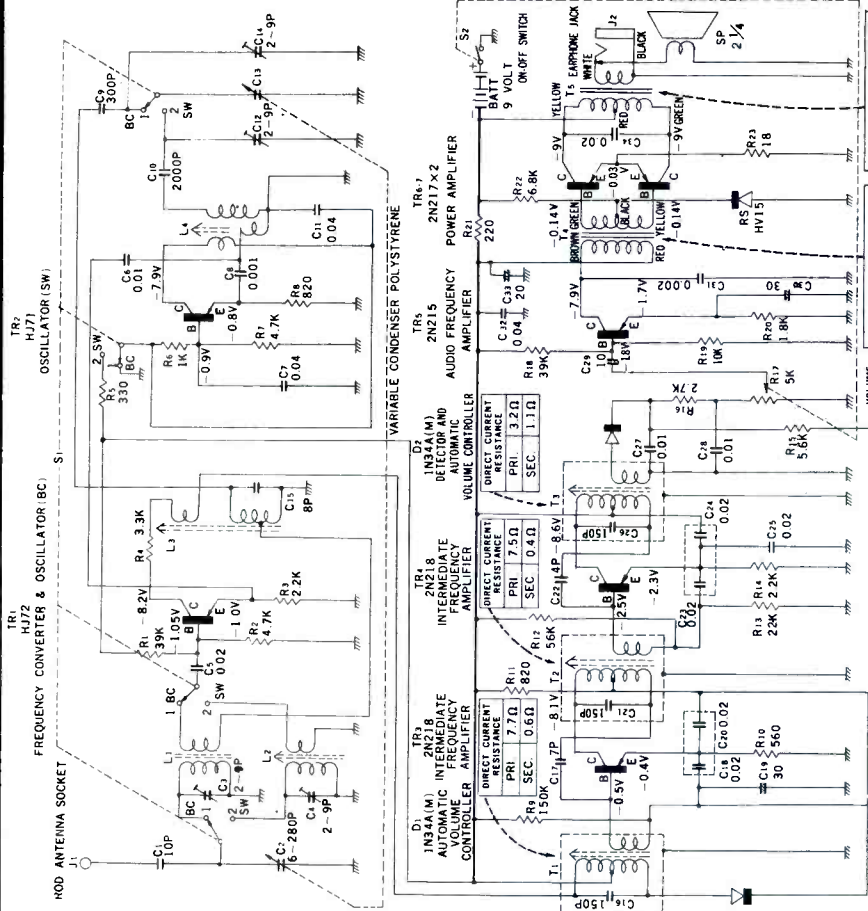 TR1
HJ72
FREQUENCY CONVERTER & OSCILLATOR (BC)
TR2
HJ71
OSCILLATOR (SW)
ROD ANTENNA SOCKET
J1
C1
10P
C2
6~280P
BC
1
2
SW
L1
C3
2~9P
C4
2~9P
L2
1 BC
SW
2
C5
0.02
R1
39K
-1.05V
B
C
E
-8.2V
-1.0V
R2
4.7K
R3
2.2K
R4
3.3K
L3
C15
8P
S1
R5
330
2 SW
BC
R6
1K
-0.9V
B
C
E
-7.9V
-0.8V
C7
0.04
R7
4.7K
R8
820
C6
0.01
C8
0.001
L4
C10
2000P
C11
0.04
C9
300P
BC
1
2
SW
C12
2~9P
C13
C14
2~9P
VARIABLE CONDENSER POLYSTYRENE
D1
1N34A(M)
AUTOMATIC
VOLUME
CONTROLLER
TR3
2N218
INTERMEDIATE
FREQUENCY
AMPLIFIER
DIRECT CURRENT
RESISTANCE
PRI 7.7Ω
SEC 0.6Ω
TR4
2N218
INTERMEDIATE
FREQUENCY
AMPLIFIER
DIRECT CURRENT
RESISTANCE
PRI 7.5Ω
SEC. 0.4Ω
D2
1N34A(M)
DETECTOR AND
AUTOMATIC
VOLUME CONTROLLER
DIRECT CURRENT
RESISTANCE
PRI. 3.2Ω
SEC. 1.1Ω
TR5
2N215
AUDIO FREQUENCY
AMPLIFIER
TR6-7
2N217×2
POWER AMPLIFIER
T1
C16
150P
R9
150K
C17
7P
B
C
E
-0.5V
-0.4V
-8.1V
C18
0.02
C19
30
C20 0.02
R10
560
C21
150P
T2
R11
820
R12
56K
C22
4P
B
C
E
-2.5V
-2.3V
-8.6V
C23
0.02
C24
0.02
C25
0.02
R13
22K
R14
2.2K
C26
150P
T3
C27
0.01
C28
0.01
R15
5.6K
R16
2.7K
R17
5K
R18
39K
C29
10
B
C
E
1.8V
7.9V
1.7V
R19
10K
R20
1.8K
30
C31
0.002
C32
0.04
C33
20
R21
220
BROWN
GREEN
T4
RED
BLACK
YELLOW
-0.14V
-0.14V
R22
6.8K
RS
HV15
B
C
E
-0.03
V
E
B
C
-9V
-9V
C34
0.02
R23
18
YELLOW
RED
GREEN
T5
BATT
9 VOLT
S2
ON-OFF SWITCH
EARPHONE JACK
J2
WHITE
BLACK
SP
2 1/4